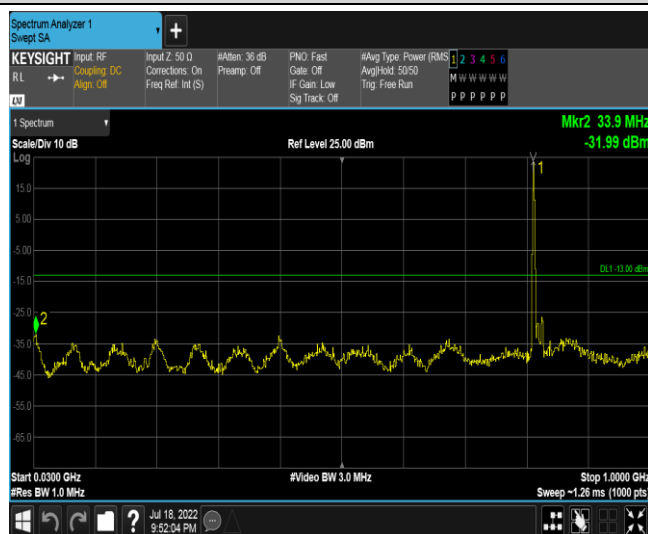 Spectrum Analyzer 1
Swept SA
+
KEYSIGHT
RL
LXI
Input: RF
Coupling: DC
Align: Off
Input Z: 50 Ω
Corrections: On
Freq Ref: Int (S)
#Atten: 36 dB
Preamp: Off
PNO: Fast
Gate: Off
IF Gain: Low
Sig Track: Off
#Avg Type: Power (RMS
Avg|Hold: 50/50
Trig: Free Run
1 2 3 4 5 6
M W W W W W
P P P P P P
1 Spectrum
Mkr2 33.9 MHz
-31.99 dBm
Scale/Div 10 dB
Ref Level 25.00 dBm
Log
15.0
5.00
-5.00
-15.0
-25.0
-35.0
-45.0
-55.0
-65.0
1
2
DL1 -13.00 dBm
Start 0.0300 GHz
#Video BW 3.0 MHz
Stop 1.0000 GHz
#Res BW 1.0 MHz
Sweep ~1.26 ms (1000 pts)
?
Jul 18, 2022
9:52:04 PM